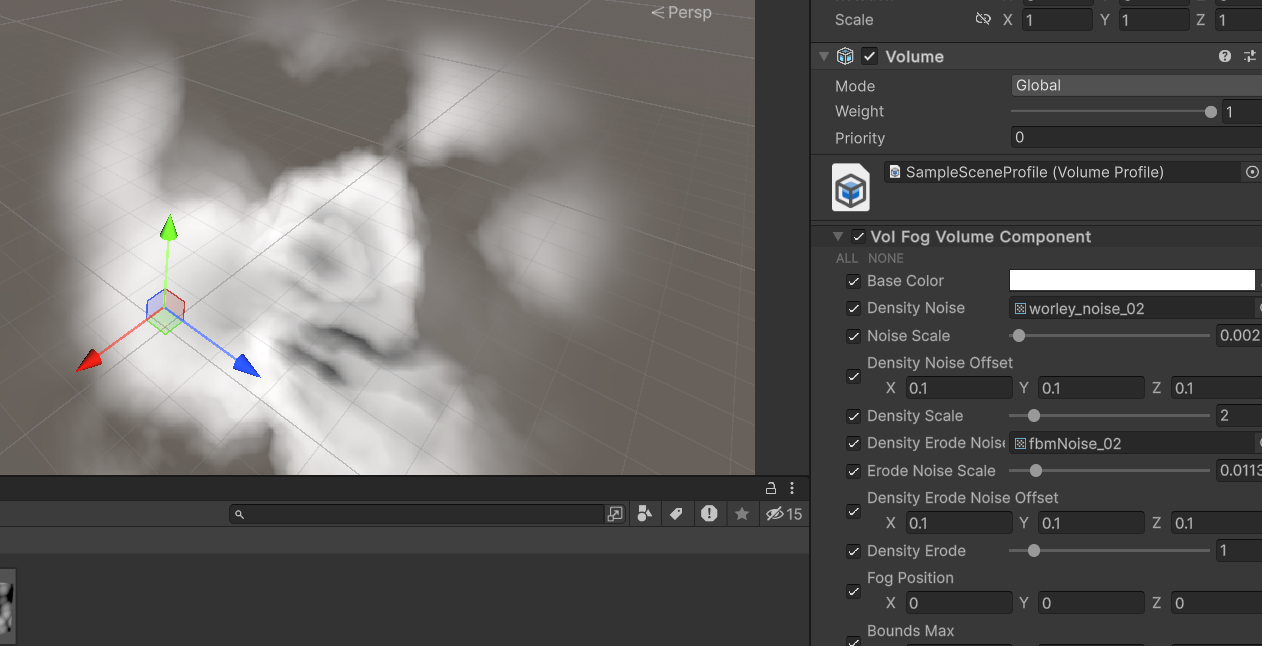 Persp
Scale X 1 Y 1 Z 1
Volume
Mode Global
Weight 1
Priority 0
SampleSceneProfile (Volume Profile)
Vol Fog Volume Component
ALL NONE
Base Color
Density Noise worley_noise_02
Noise Scale 0.002
Density Noise Offset
X 0.1 Y 0.1 Z 0.1
Density Scale 2
Density Erode Noise fbmNoise_02
Erode Noise Scale 0.0113
Density Erode Noise Offset
X 0.1 Y 0.1 Z 0.1
15
Density Erode 1
Fog Position
X 0 Y 0 Z 0
Bounds Max